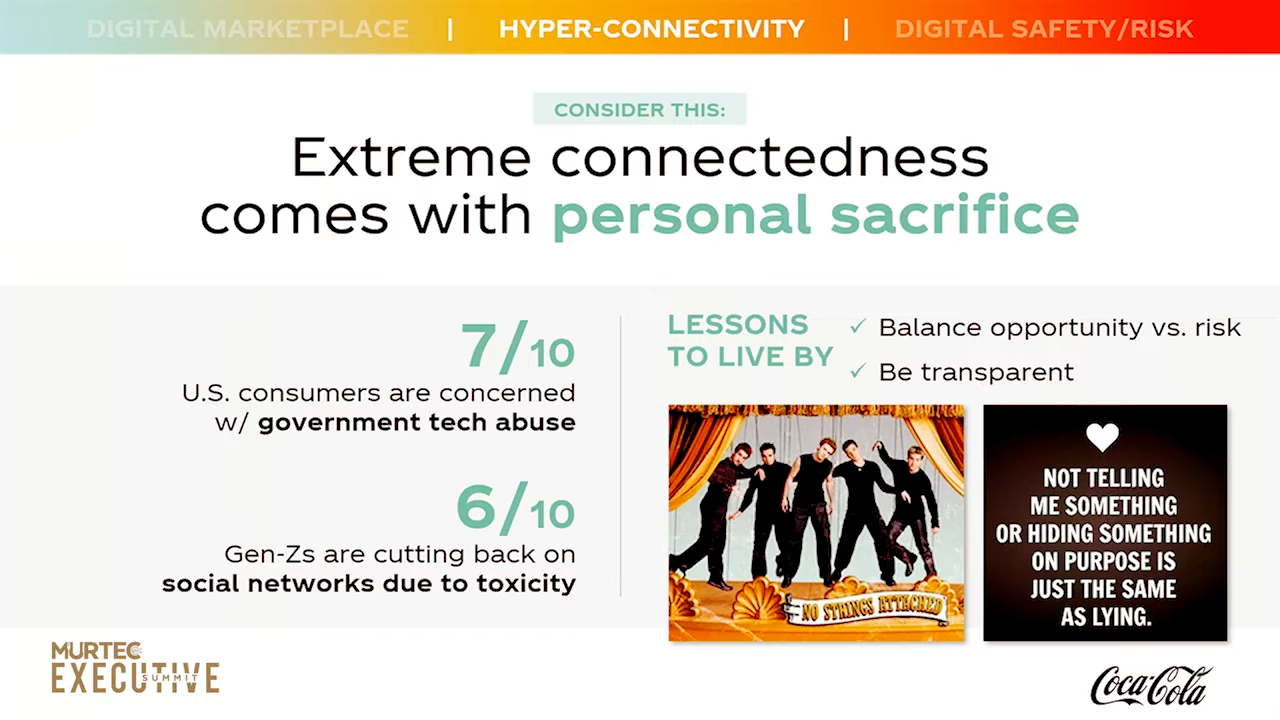 DIGITAL MARKETPLACE | HYPER-CONNECTIVITY | DIGITAL SAFETY/RISK
CONSIDER THIS:
Extreme connectedness
comes with personal sacrifice
7/10
U.S. consumers are concerned
w/ government tech abuse
6/10
Gen-Zs are cutting back on
social networks due to toxicity
LESSONS
TO LIVE BY
✓ Balance opportunity vs. risk
✓ Be transparent
NO STRINGS ATTACHED
NOT TELLING
ME SOMETHING
OR HIDING SOMETHING
ON PURPOSE IS
JUST THE SAME
AS LYING.
MURTEC
EXECUTIVE
SUMMIT
Coca-Cola